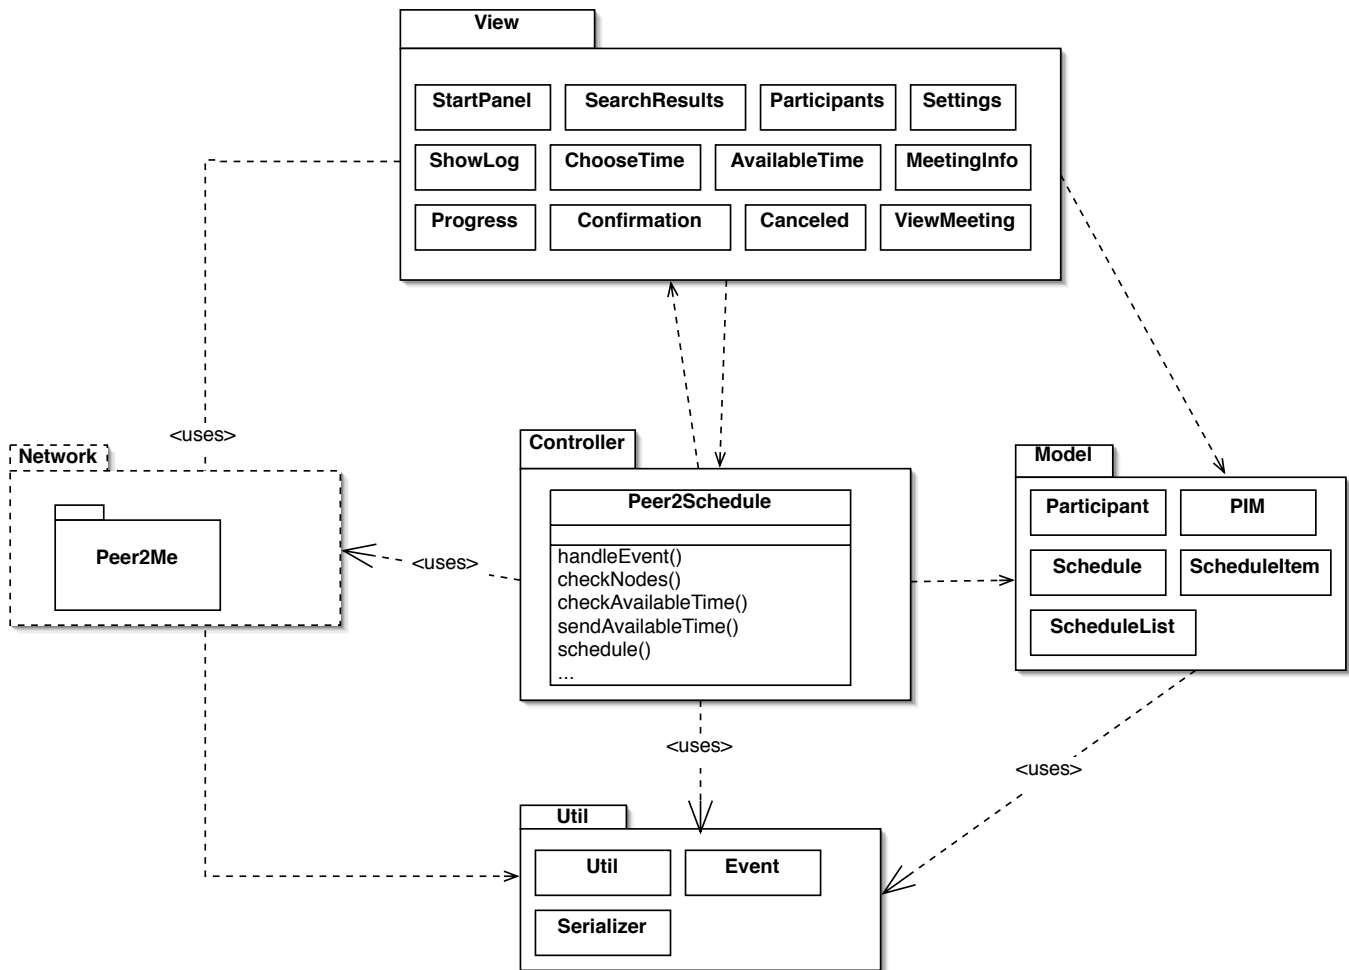 View
StartPanel
SearchResults
Participants
Settings
ShowLog
ChooseTime
AvailableTime
MeetingInfo
Progress
Confirmation
Canceled
ViewMeeting
<uses>
Network
Peer2Me
<uses>
Controller
Peer2Schedule
handleEvent()
checkNodes()
checkAvailableTime()
sendAvailableTime()
schedule()
...
Model
Participant
PIM
Schedule
ScheduleItem
ScheduleList
<uses>
<uses>
Util
Util
Event
Serializer